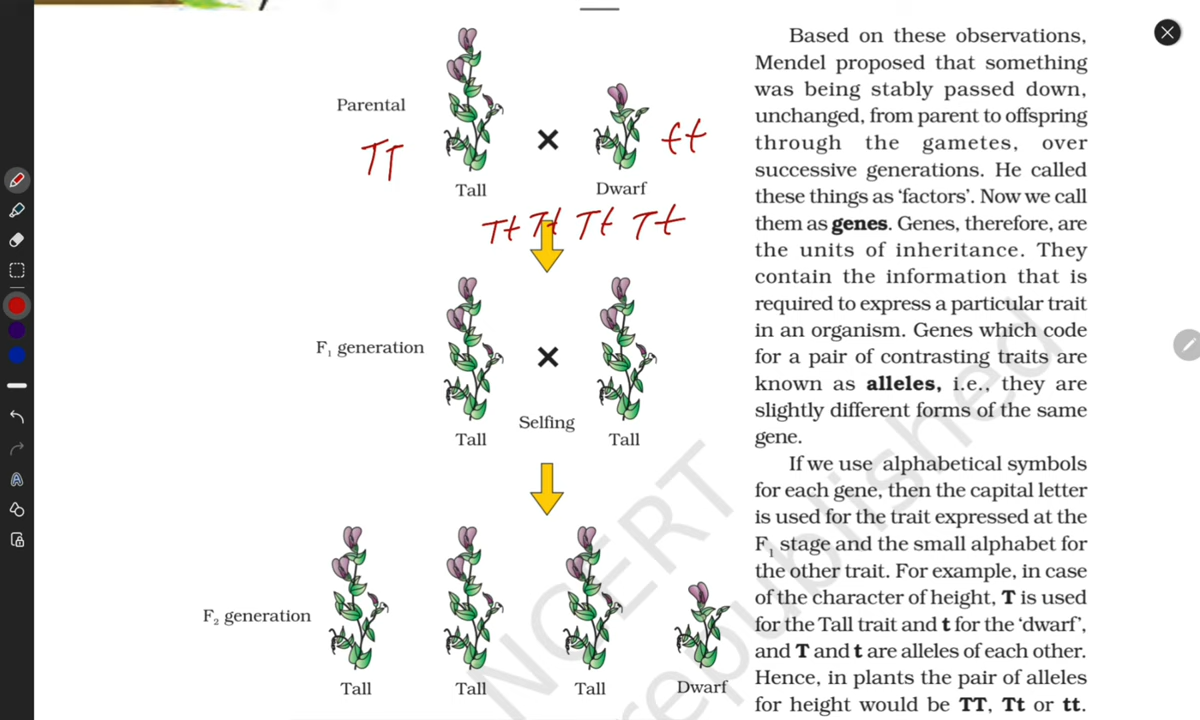 Parental
TT
×
tt
Tall
Dwarf
Tt Tt Tt Tt
F₁ generation
×
Selfing
Tall
Tall
F₂ generation
Tall
Tall
Tall
Dwarf
Based on these observations,
Mendel proposed that something
was being stably passed down,
unchanged, from parent to offspring
through the gametes, over
successive generations. He called
these things as ‘factors’. Now we call
them as genes. Genes, therefore, are
the units of inheritance. They
contain the information that is
required to express a particular trait
in an organism. Genes which code
for a pair of contrasting traits are
known as alleles, i.e., they are
slightly different forms of the same
gene.
If we use alphabetical symbols
for each gene, then the capital letter
is used for the trait expressed at the
F₁ stage and the small alphabet for
the other trait. For example, in case
of the character of height, T is used
for the Tall trait and t for the ‘dwarf’,
and T and t are alleles of each other.
Hence, in plants the pair of alleles
for height would be TT, Tt or tt.
NCERT
republished